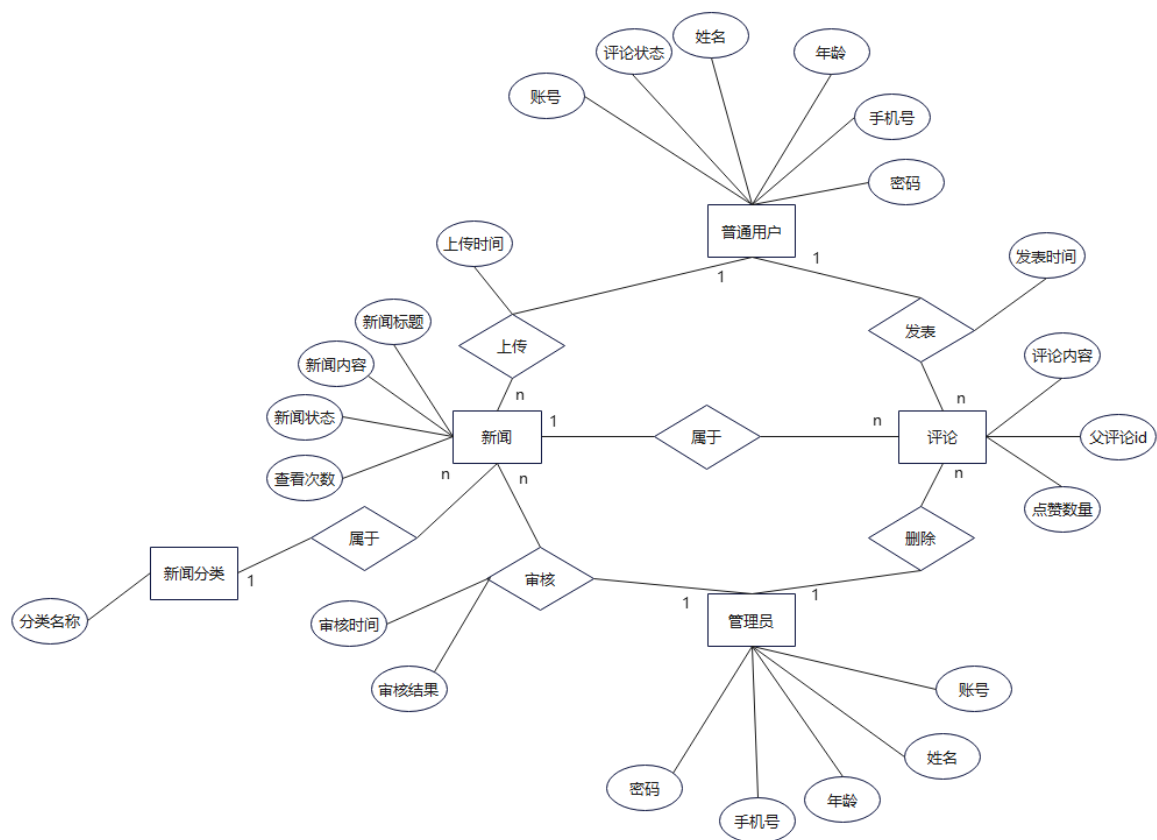 姓名
评论状态
年龄
账号
手机号
密码
普通用户
上传时间
1
1
发表时间
新闻标题
发表
上传
新闻内容
评论内容
n
n
新闻状态
1
新闻
属于
n
评论
父评论id
查看次数
n
n
n
点赞数量
属于
删除
新闻分类
1
审核
1
1
分类名称
审核时间
管理员
审核结果
账号
姓名
密码
年龄
手机号